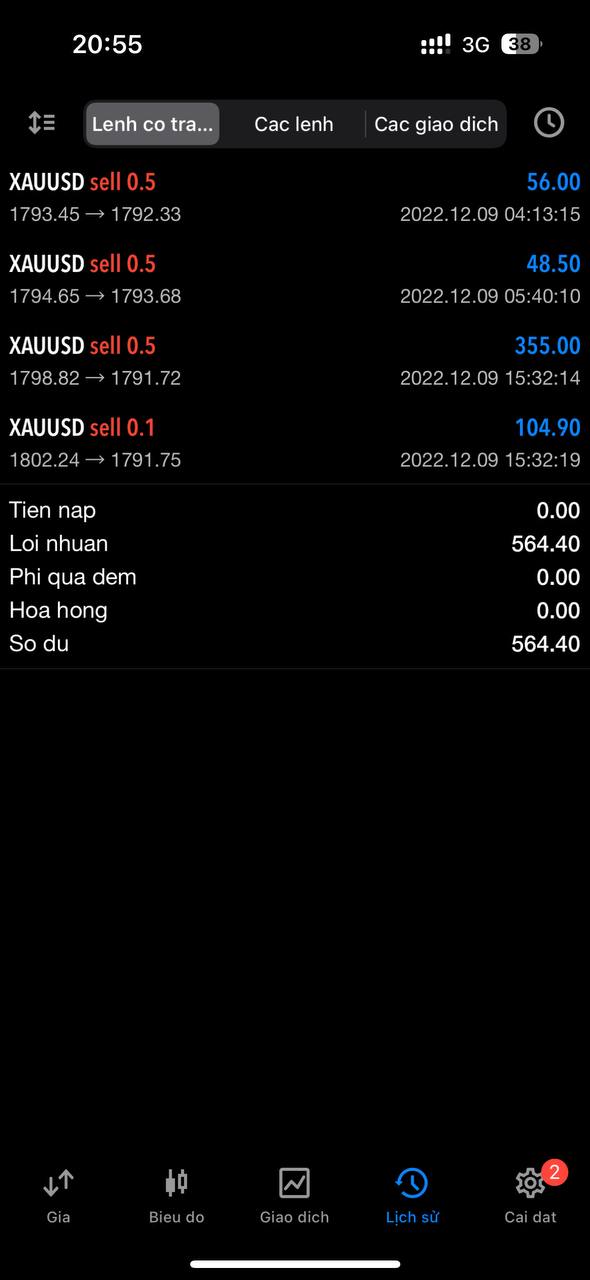 20:55 3G 38
Lenh co tra... Cac lenh Cac giao dich
XAUUSD sell 0.5 56.00
1793.45 → 1792.33 2022.12.09 04:13:15
XAUUSD sell 0.5 48.50
1794.65 → 1793.68 2022.12.09 05:40:10
XAUUSD sell 0.5 355.00
1798.82 → 1791.72 2022.12.09 15:32:14
XAUUSD sell 0.1 104.90
1802.24 → 1791.75 2022.12.09 15:32:19
Tien nap 0.00
Loi nhuan 564.40
Phi qua dem 0.00
Hoa hong 0.00
So du 564.40
2
Gia Bieu do Giao dich Lịch sử Cai dat